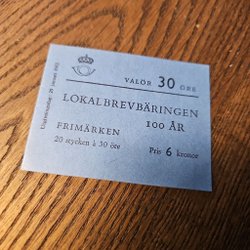 VALÖR 30 ÖRE
LOKALBREVBÄRINGEN
100 ÅR
FRIMÄRKEN
20 stycken à 30 öre
Pris 6 kronor